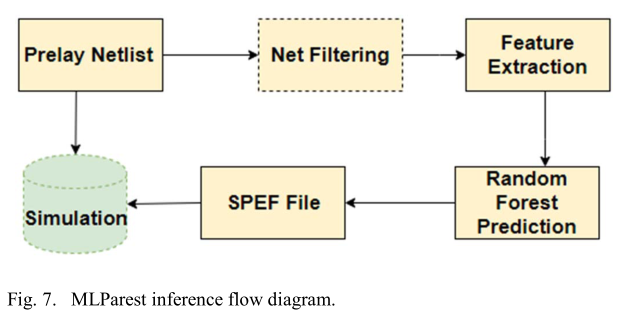 Prelay Netlist
Net Filtering
Feature
Extraction
Simulation
SPEF File
Random
Forest
Prediction
Fig. 7. MLParest inference flow diagram.